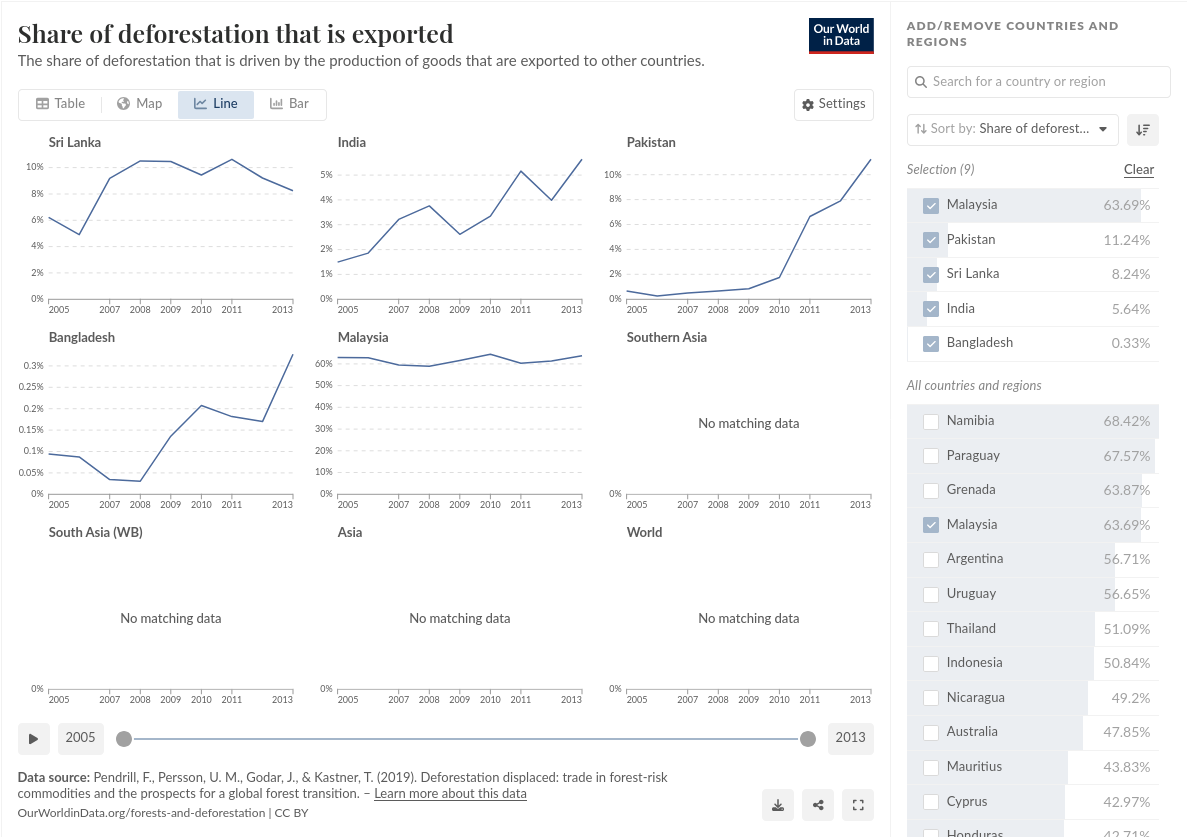 Share of deforestation that is exported
The share of deforestation that is driven by the production of goods that are exported to other countries.
Our World
in Data
Table
Map
Line
Bar
Settings
Sri Lanka
10%
8%
6%
4%
2%
0%
2005 2007 2008 2009 2010 2011 2013
India
5%
4%
3%
2%
1%
0%
2005 2007 2008 2009 2010 2011 2013
Pakistan
10%
8%
6%
4%
2%
0%
2005 2007 2008 2009 2010 2011 2013
Bangladesh
0.3%
0.25%
0.2%
0.15%
0.1%
0.05%
0%
2005 2007 2008 2009 2010 2011 2013
Malaysia
60%
50%
40%
30%
20%
10%
0%
2005 2007 2008 2009 2010 2011 2013
Southern Asia
No matching data
0%
2005 2007 2008 2009 2010 2011 2013
South Asia (WB)
No matching data
0%
2005 2007 2008 2009 2010 2011 2013
Asia
No matching data
0%
2005 2007 2008 2009 2010 2011 2013
World
No matching data
0%
2005 2007 2008 2009 2010 2011 2013
2005
2013
Data source: Pendrill, F., Persson, U. M., Godar, J., & Kastner, T. (2019). Deforestation displaced: trade in forest-risk
commodities and the prospects for a global forest transition. – Learn more about this data
OurWorldinData.org/forests-and-deforestation | CC BY
ADD/REMOVE COUNTRIES AND
REGIONS
Search for a country or region
Sort by: Share of deforest...
Selection (9)
Clear
Malaysia 63.69%
Pakistan 11.24%
Sri Lanka 8.24%
India 5.64%
Bangladesh 0.33%
All countries and regions
Namibia 68.42%
Paraguay 67.57%
Grenada 63.87%
Malaysia 63.69%
Argentina 56.71%
Uruguay 56.65%
Thailand 51.09%
Indonesia 50.84%
Nicaragua 49.2%
Australia 47.85%
Mauritius 43.83%
Cyprus 42.97%
Honduras 42.71%